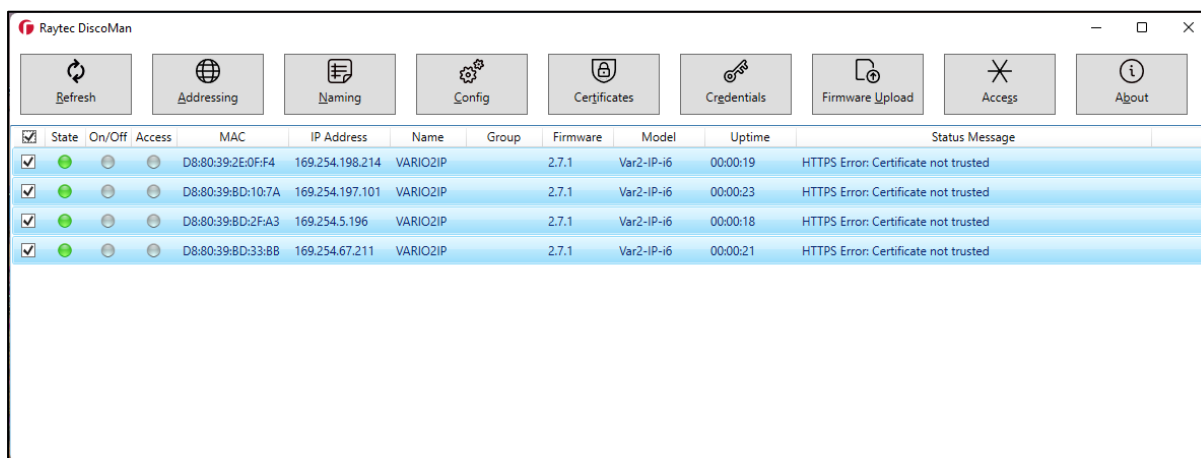 Raytec DiscoMan
Refresh Addressing Naming Config Certificates Credentials Firmware Upload Access About
State On/Off Access MAC IP Address Name Group Firmware Model Uptime Status Message
D8:80:39:2E:0F:F4 169.254.198.214 VARIO2IP 2.7.1 Var2-IP-i6 00:00:19 HTTPS Error: Certificate not trusted
D8:80:39:BD:10:7A 169.254.197.101 VARIO2IP 2.7.1 Var2-IP-i6 00:00:23 HTTPS Error: Certificate not trusted
D8:80:39:BD:2F:A3 169.254.5.196 VARIO2IP 2.7.1 Var2-IP-i6 00:00:18 HTTPS Error: Certificate not trusted
D8:80:39:BD:33:BB 169.254.67.211 VARIO2IP 2.7.1 Var2-IP-i6 00:00:21 HTTPS Error: Certificate not trusted